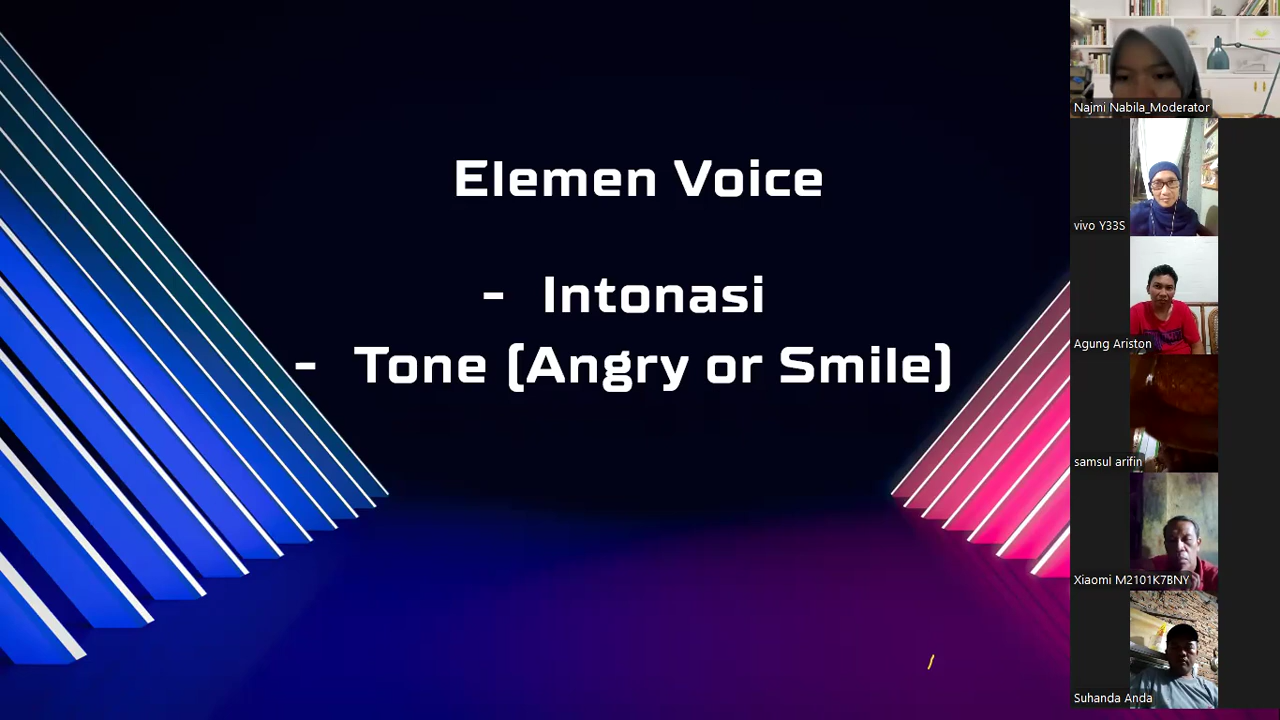 Elemen Voice
- Intonasi
- Tone (Angry or Smile)
Najmi Nabila_Moderator
vivo Y33S
Agung Ariston
samsul arifin
Xiaomi M2101K7BNY
Suhanda Anda